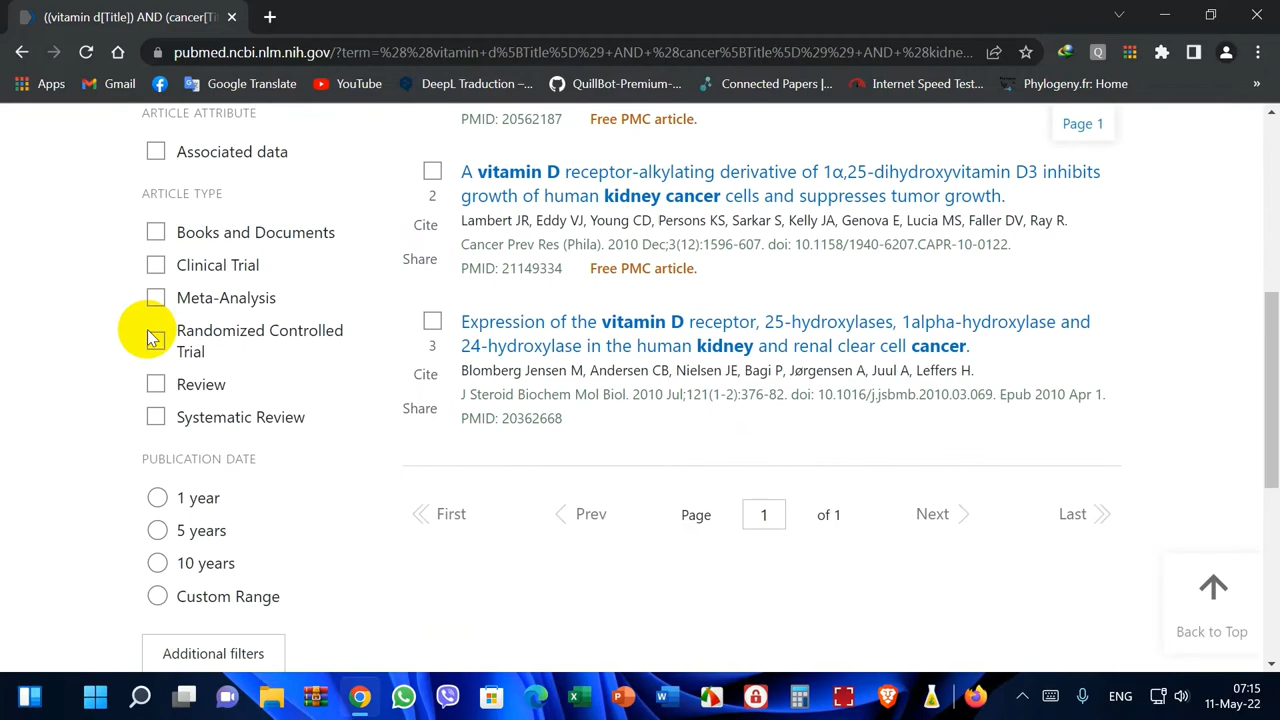 ((vitamin d[Title]) AND (cancer[Tit
pubmed.ncbi.nlm.nih.gov/?term=%28%28vitamin+d%5BTitle%5D%29+AND+%28cancer%5BTitle%5D%29%29+AND+%28kidne...
Apps Gmail Google Translate YouTube DeepL Traduction –... QuillBot-Premium-... Connected Papers |... Internet Speed Test... Phylogeny.fr: Home »
ARTICLE ATTRIBUTE
Associated data
ARTICLE TYPE
Books and Documents
Clinical Trial
Meta-Analysis
Randomized Controlled
Trial
Review
Systematic Review
PUBLICATION DATE
1 year
5 years
10 years
Custom Range
Additional filters
PMID: 20562187 Free PMC article.
Page 1
A vitamin D receptor-alkylating derivative of 1α,25-dihydroxyvitamin D3 inhibits
growth of human kidney cancer cells and suppresses tumor growth.
2
Cite
Share
Lambert JR, Eddy VJ, Young CD, Persons KS, Sarkar S, Kelly JA, Genova E, Lucia MS, Faller DV, Ray R.
Cancer Prev Res (Phila). 2010 Dec;3(12):1596-607. doi: 10.1158/1940-6207.CAPR-10-0122.
PMID: 21149334 Free PMC article.
Expression of the vitamin D receptor, 25-hydroxylases, 1alpha-hydroxylase and
24-hydroxylase in the human kidney and renal clear cell cancer.
3
Cite
Share
Blomberg Jensen M, Andersen CB, Nielsen JE, Bagi P, Jørgensen A, Juul A, Leffers H.
J Steroid Biochem Mol Biol. 2010 Jul;121(1-2):376-82. doi: 10.1016/j.jsbmb.2010.03.069. Epub 2010 Apr 1.
PMID: 20362668
First Prev Page 1 of 1 Next Last
Back to Top
ENG
07:15
11-May-22